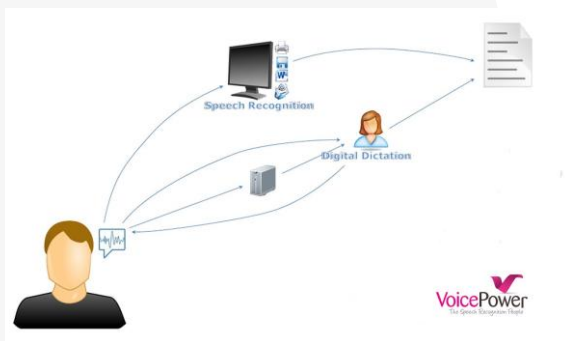 W
Speech Recognition
Digital Dictation
VoicePower
The Speech Recognition People